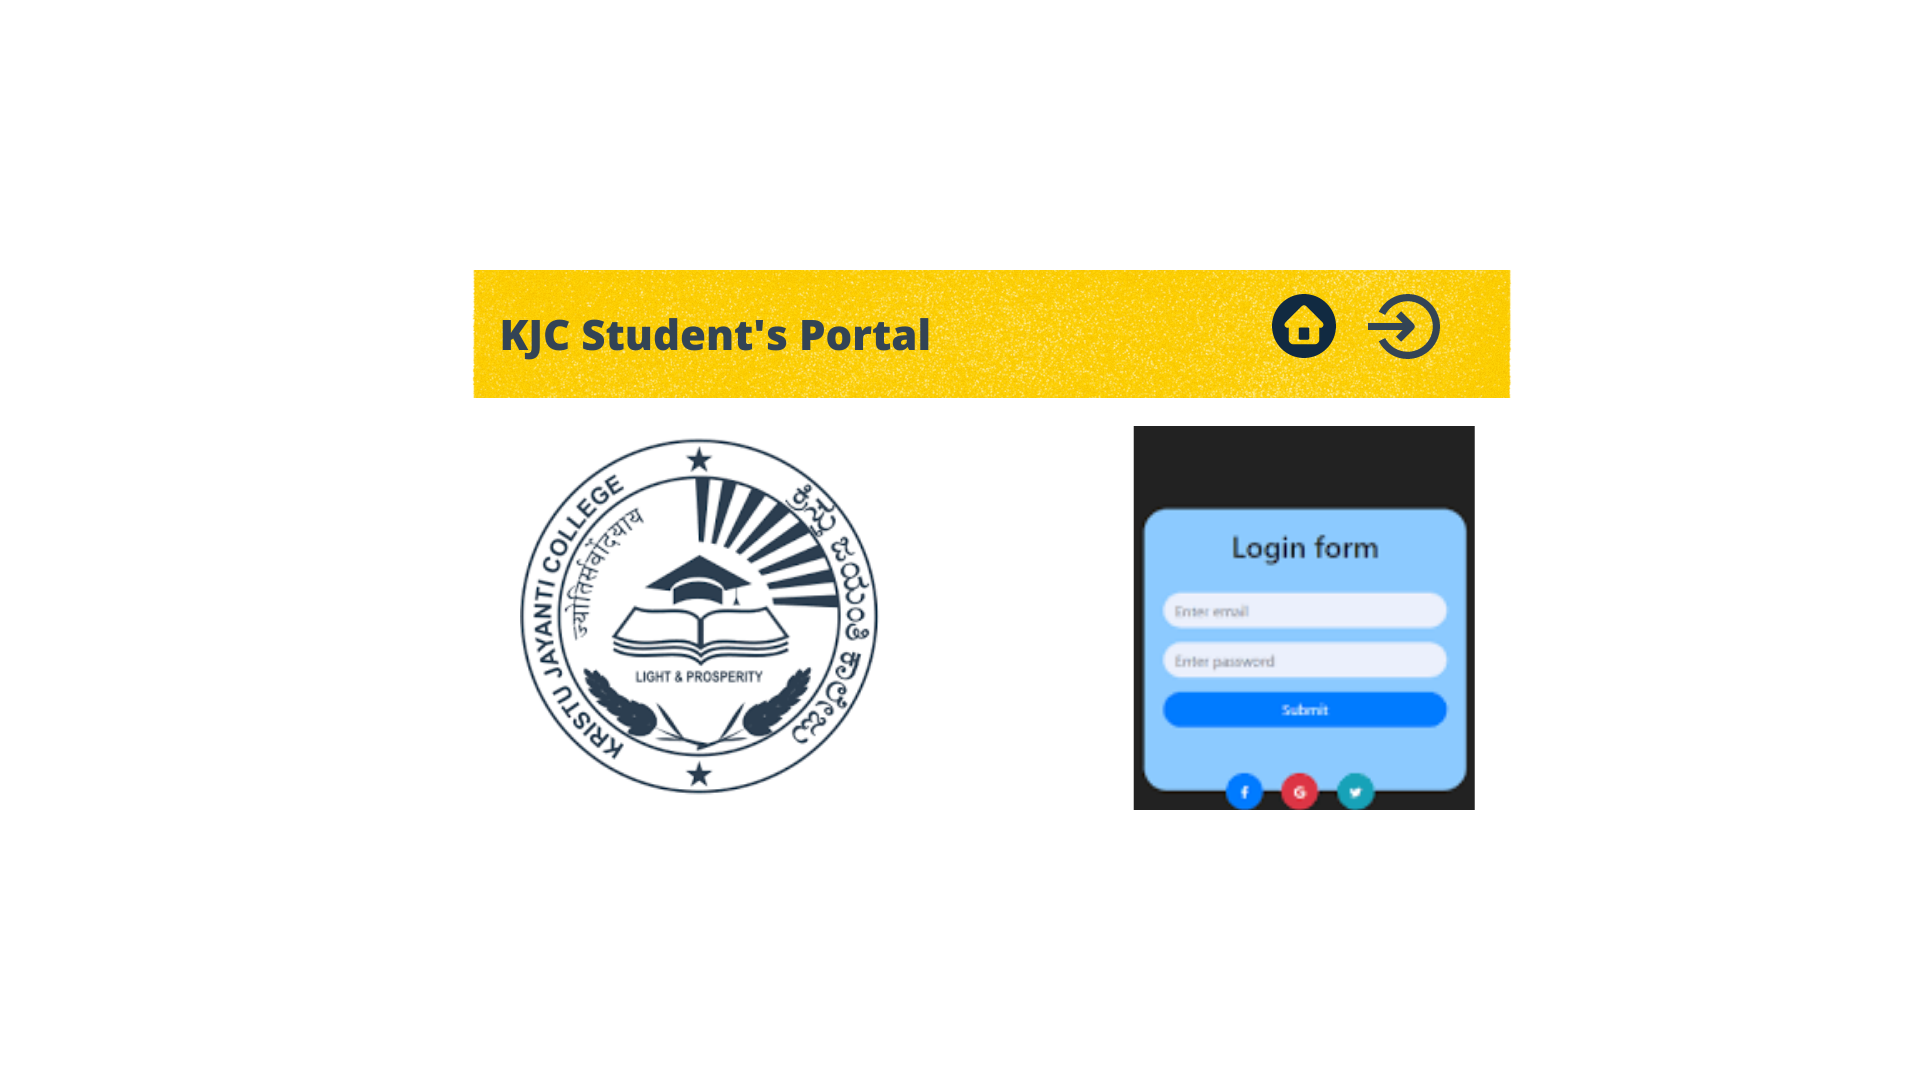 KJC Student's Portal
KRISTU JAYANTI COLLEGE
ಕ್ರಿಸ್ತು ಜಯಂತಿ ಕಾಲೇಜು
ज्योतिर्सर्वोदयाय
LIGHT & PROSPERITY
Login form
Enter email
Enter password
Submit